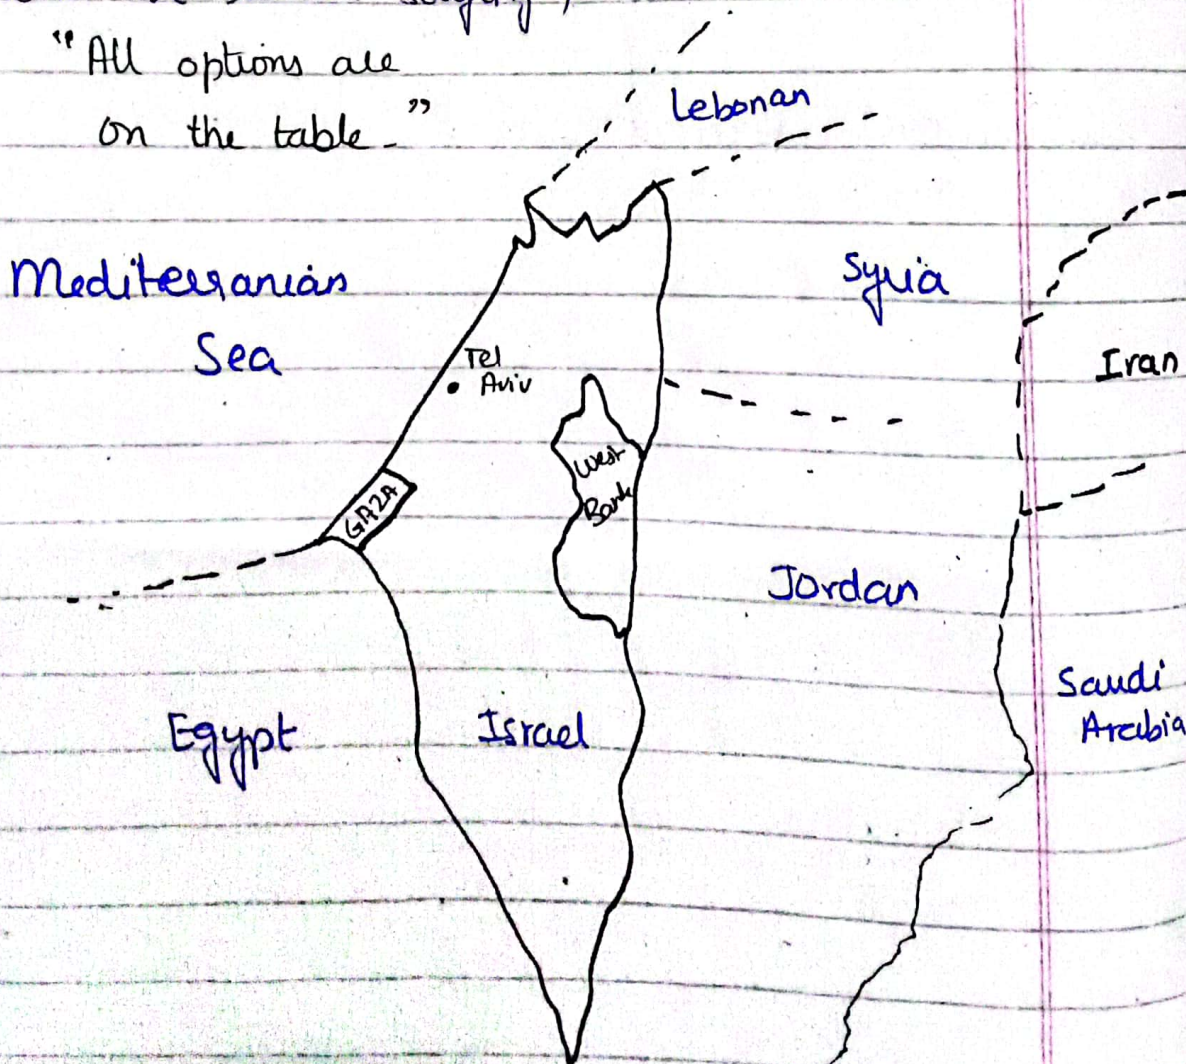 "All options are
on the table-"
Lebonan
Mediterranian
Sea
Syria
Tel
Aviv
Iran
West
Bank
GAZA
Jordan
Saudi
Arabia
Egypt
Israel